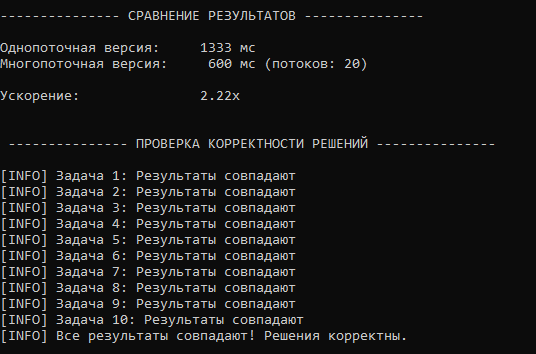 --------------- СРАВНЕНИЕ РЕЗУЛЬТАТОВ ---------------
Однопоточная версия: 1333 мс
Многопоточная версия: 600 мс (потоков: 20)
Ускорение: 2.22x
--------------- ПРОВЕРКА КОРРЕКТНОСТИ РЕШЕНИЙ ---------------
[INFO] Задача 1: Результаты совпадают
[INFO] Задача 2: Результаты совпадают
[INFO] Задача 3: Результаты совпадают
[INFO] Задача 4: Результаты совпадают
[INFO] Задача 5: Результаты совпадают
[INFO] Задача 6: Результаты совпадают
[INFO] Задача 7: Результаты совпадают
[INFO] Задача 8: Результаты совпадают
[INFO] Задача 9: Результаты совпадают
[INFO] Задача 10: Результаты совпадают
[INFO] Все результаты совпадают! Решения корректны.